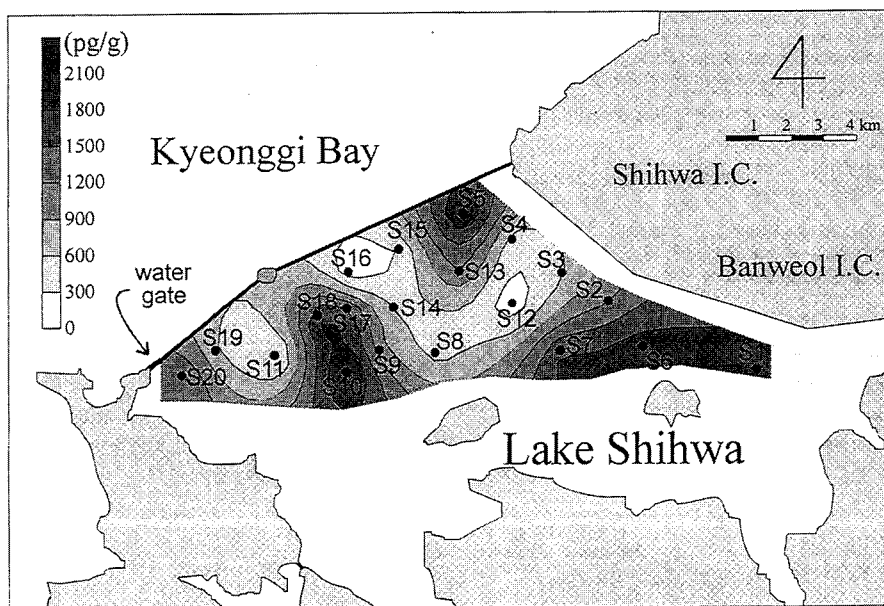 (pg/g)
2100
1800
1500
1200
900
600
300
0
Kyeonggi Bay
1 2 3 4 km
Shihwa I.C.
Banweol I.C.
water
gate
S5
S15
S4
S16
S13
S3
S2
S18
S14
S12
S17
S19
S8
S7
S6
S11
S9
S20
S10
Lake Shihwa